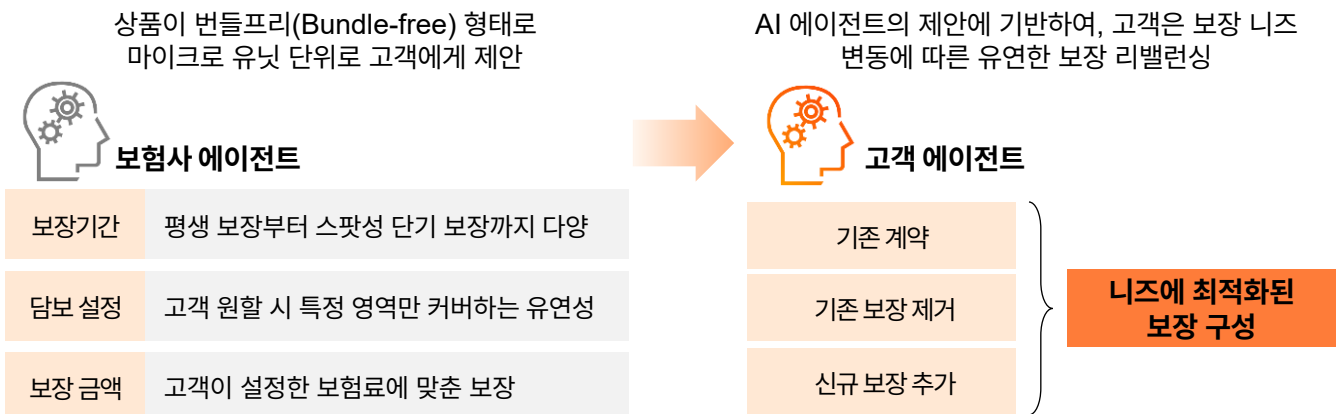 상품이 번들프리(Bundle-free) 형태로
마이크로 유닛 단위로 고객에게 제안
보험사 에이전트
보장기간
평생 보장부터 스팟성 단기 보장까지 다양
담보 설정
고객 원할 시 특정 영역만 커버하는 유연성
보장 금액
고객이 설정한 보험료에 맞춘 보장
AI 에이전트의 제안에 기반하여, 고객은 보장 니즈
변동에 따른 유연한 보장 리밸런싱
고객 에이전트
기존 계약
기존 보장 제거
신규 보장 추가
니즈에 최적화된
보장 구성